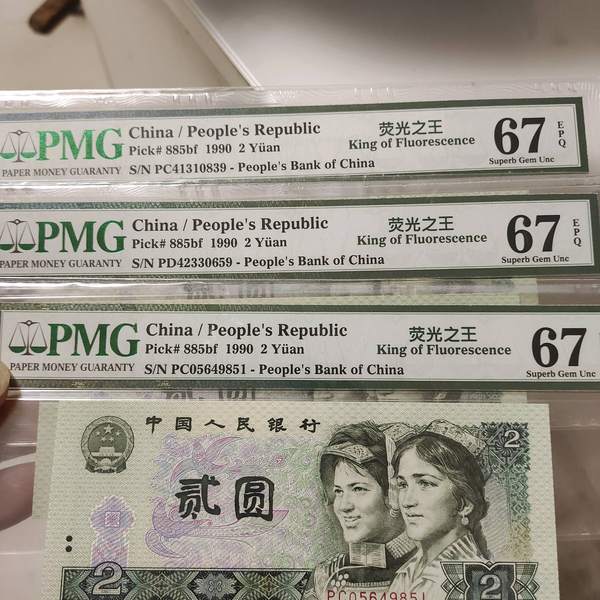 PMG
PAPER MONEY GUARANTY
China / People's Republic
Pick# 885bf 1990 2 Yüan
S/N PC41310839 - People's Bank of China
荧光之王
King of Fluorescence
67
EPQ
Superb Gem Unc
PMG
PAPER MONEY GUARANTY
China / People's Republic
Pick# 885bf 1990 2 Yüan
S/N PD42330659 - People's Bank of China
荧光之王
King of Fluorescence
67
EPQ
Superb Gem Unc
PMG
PAPER MONEY GUARANTY
China / People's Republic
Pick# 885bf 1990 2 Yüan
S/N PC05649851 - People's Bank of China
荧光之王
King of Fluorescence
67
Superb Gem Unc
中国人民银行
2
贰圆
2
PC05649851
2